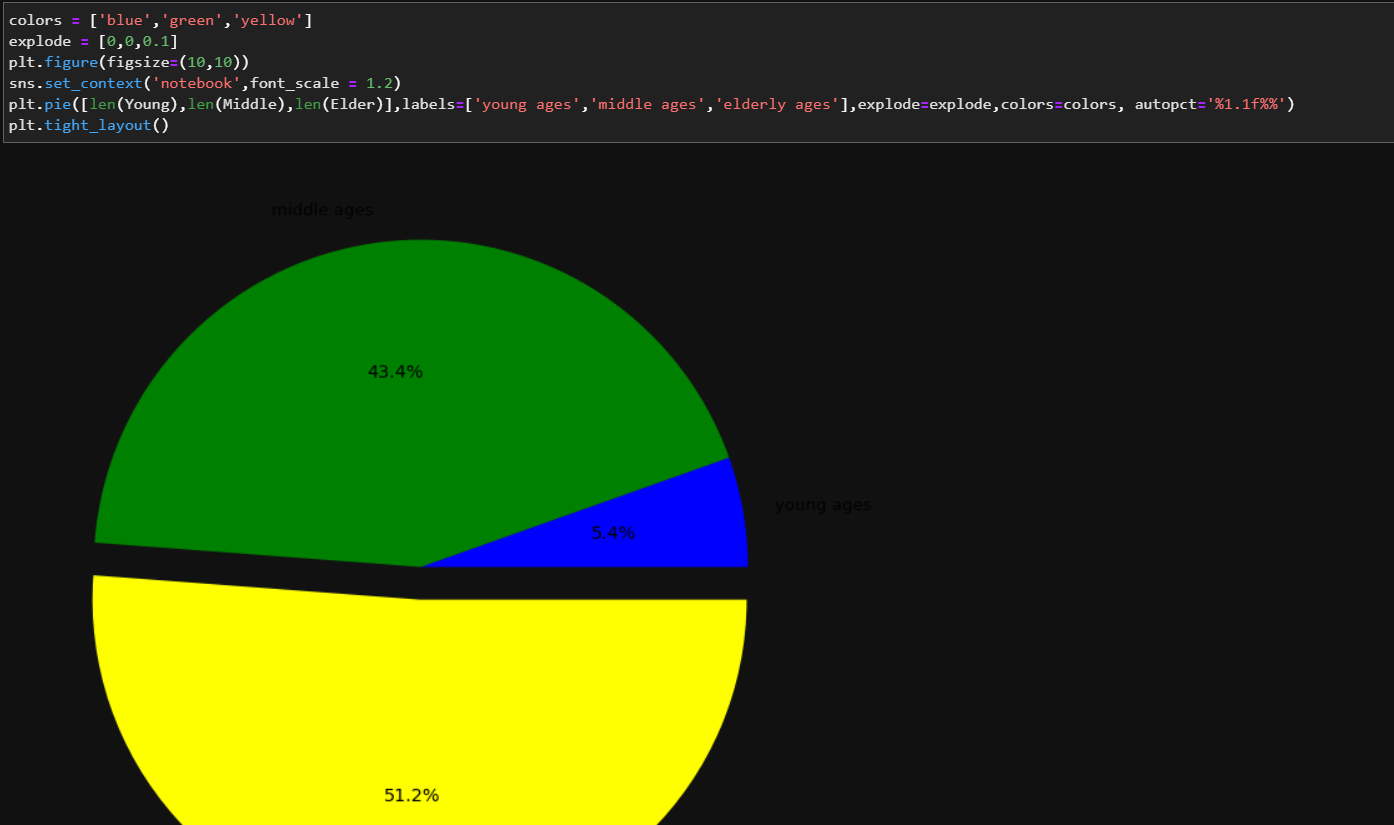 colors = ['blue','green','yellow']
explode = [0,0,0.1]
plt.figure(figsize=(10,10))
sns.set_context('notebook',font_scale = 1.2)
plt.pie([len(Young),len(Middle),len(Elder)],labels=['young ages','middle ages','elderly ages'],explode=explode,colors=colors, autopct='%1.1f%%')
plt.tight_layout()
middle ages
43.4%
young ages
5.4%
51.2%